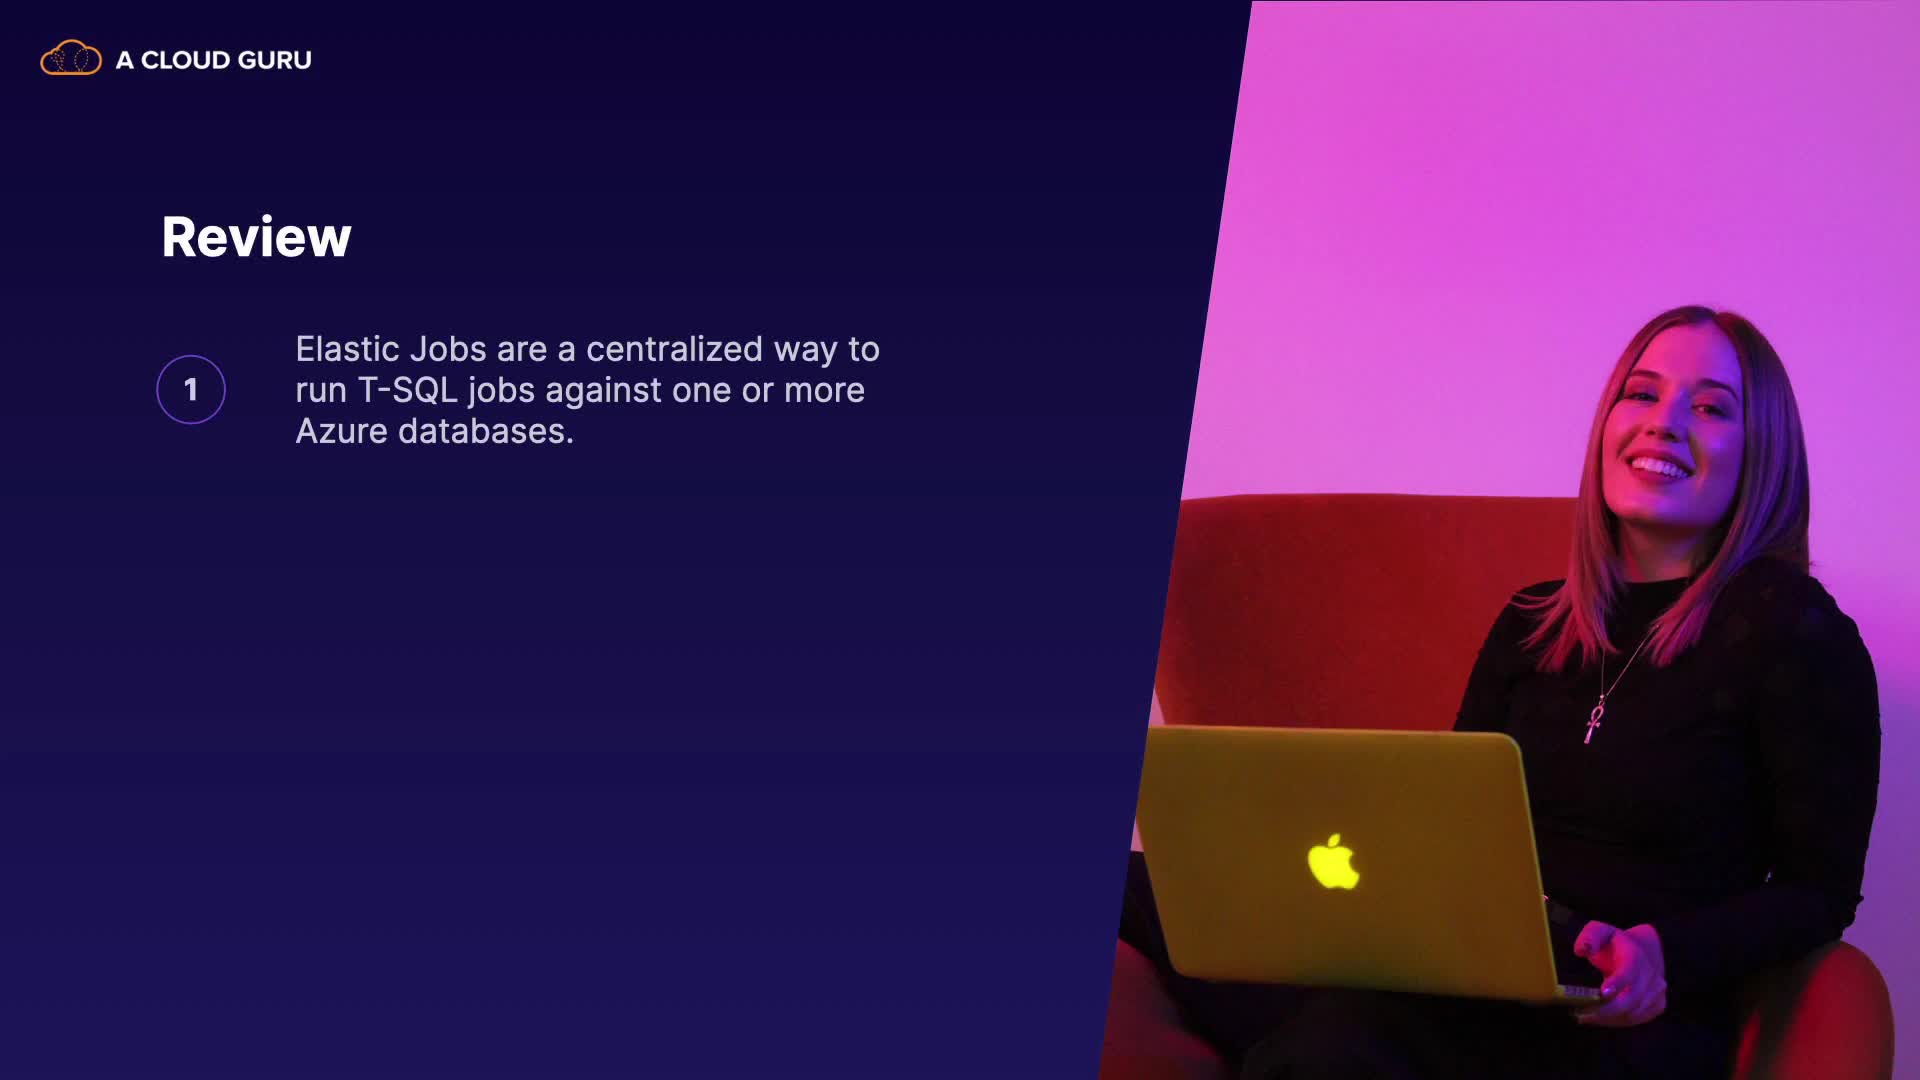 A CLOUD GURU
Review
1
Elastic Jobs are a centralized way to
run T-SQL jobs against one or more
Azure databases.